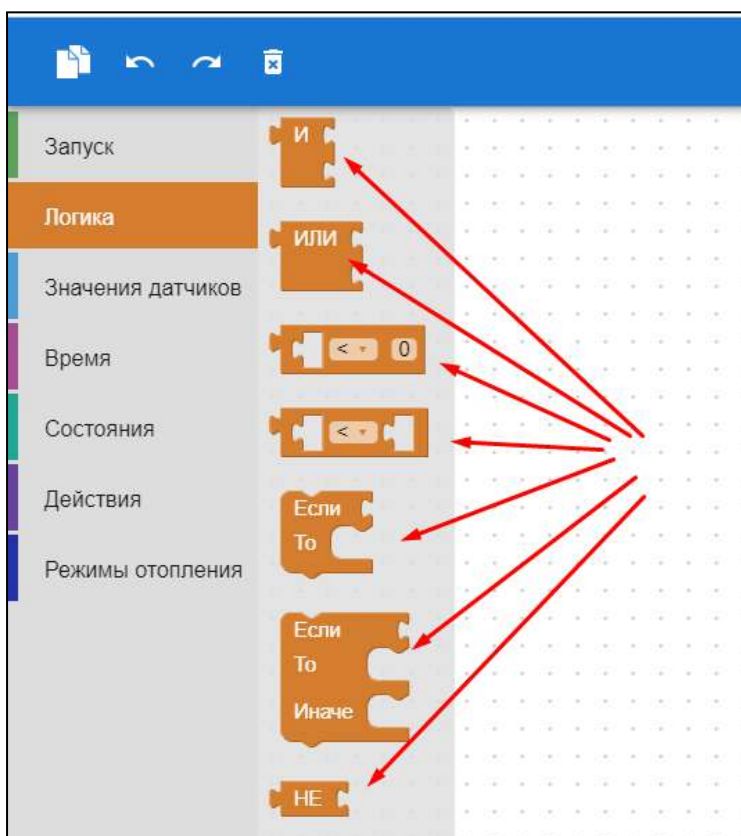 Запуск
Логика
Значения датчиков
Время
Состояния
Действия
Режимы отопления
И
ИЛИ
< 0
<
Если
То
Если
То
Иначе
НЕ